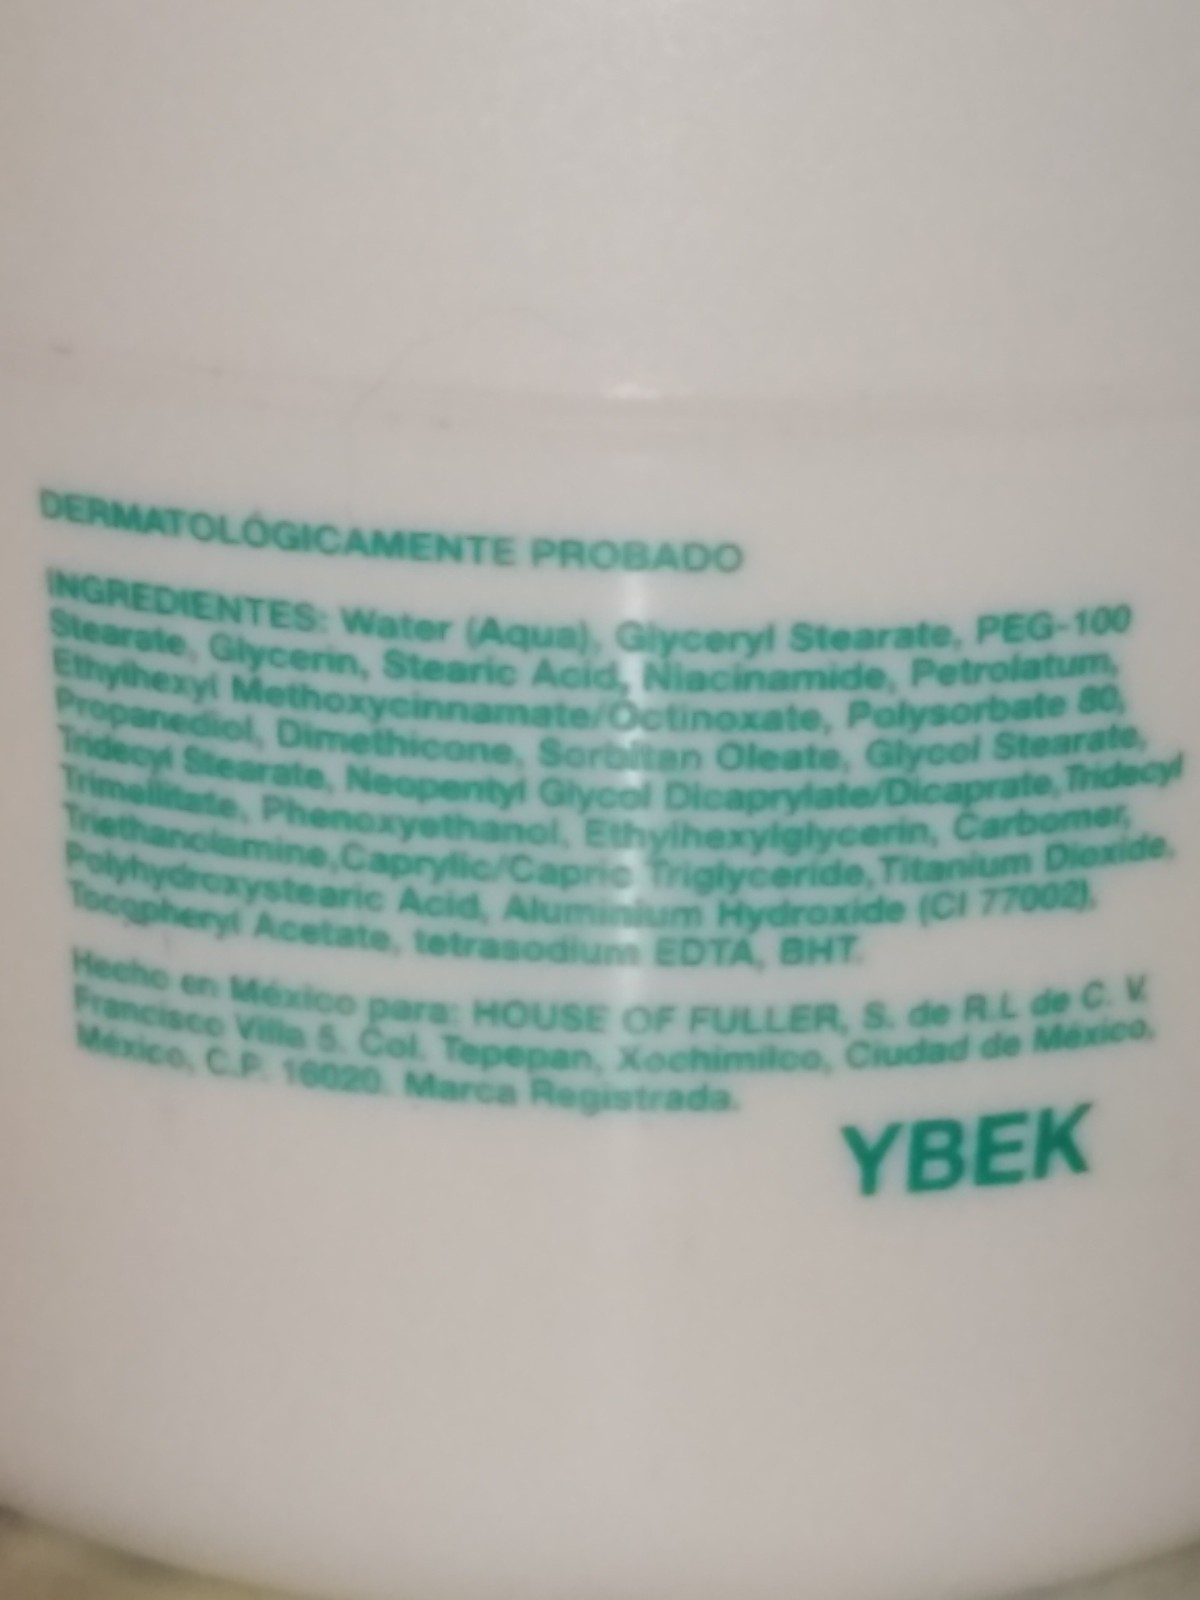 DERMATOLÓGICAMENTE PROBADO
INGREDIENTES: Water (Aqua), Glyceryl Stearate, PEG-100
Stearate, Glycerin, Stearic Acid, Niacinamide, Petrolatum,
Ethylhexyl Methoxycinnamate/Octinoxate, Polysorbate 80,
Propanediol, Dimethicone, Sorbitan Oleate, Glycol Stearate,
Tridecyl Stearate, Neopentyl Glycol Dicaprylate/Dicaprate, Tridecyl
Trimellitate, Phenoxyethanol, Ethylhexylglycerin, Carbomer,
Triethanolamine, Caprylic/Capric Triglyceride, Titanium Dioxide,
Polyhydroxystearic Acid, Aluminium Hydroxide (CI 77002),
Tocopheryl Acetate, tetrasodium EDTA, BHT.
Hecho en México para: HOUSE OF FULLER, S. de R.L de C. V.
Francisco Villa 5. Col. Tepepan, Xochimilco, Ciudad de México,
México, C.P. 16020. Marca Registrada.
YBEK